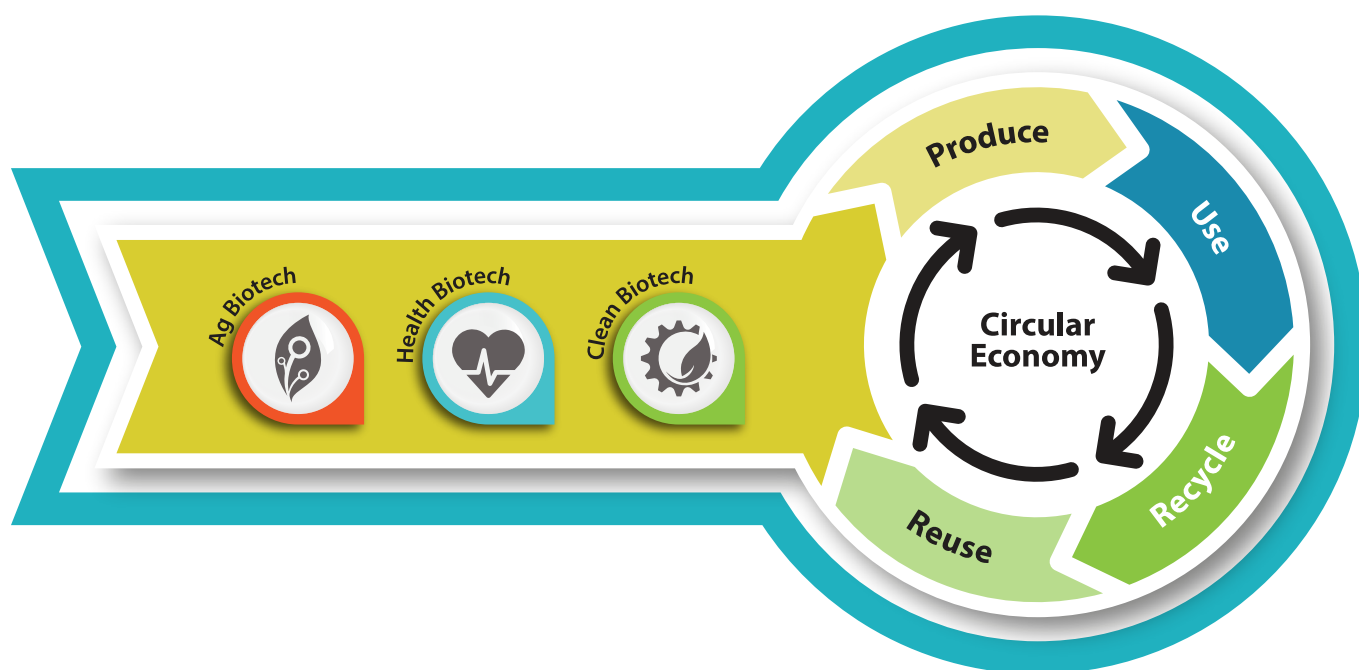 Ag Biotech
Health Biotech
Clean Biotech
Produce
Use
Recycle
Reuse
Circular
Economy